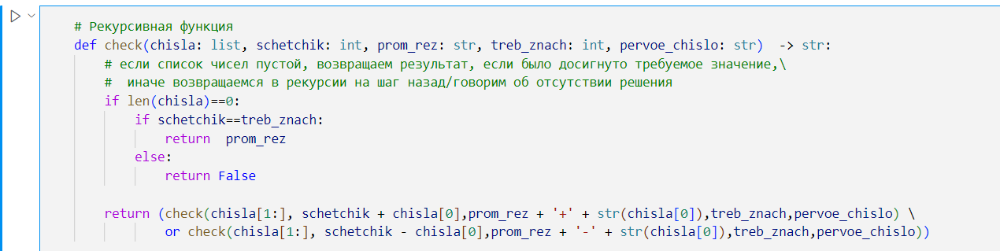 # Рекурсивная функция
def check(chisla: list, schetchik: int, prom_rez: str, treb_znach: int, pervoe_chislo: str)  -> str:
    # если список чисел пустой, возвращаем результат, если было досигнуто требуемое значение,\
    #  иначе возвращаемся в рекурсии на шаг назад/говорим об отсутствии решения
    if len(chisla)==0:
        if schetchik==treb_znach:
            return  prom_rez
        else:
            return False
    return (check(chisla[1:], schetchik + chisla[0],prom_rez + '+' + str(chisla[0]),treb_znach,pervoe_chislo) \
            or check(chisla[1:], schetchik - chisla[0],prom_rez + '-' + str(chisla[0]),treb_znach,pervoe_chislo))